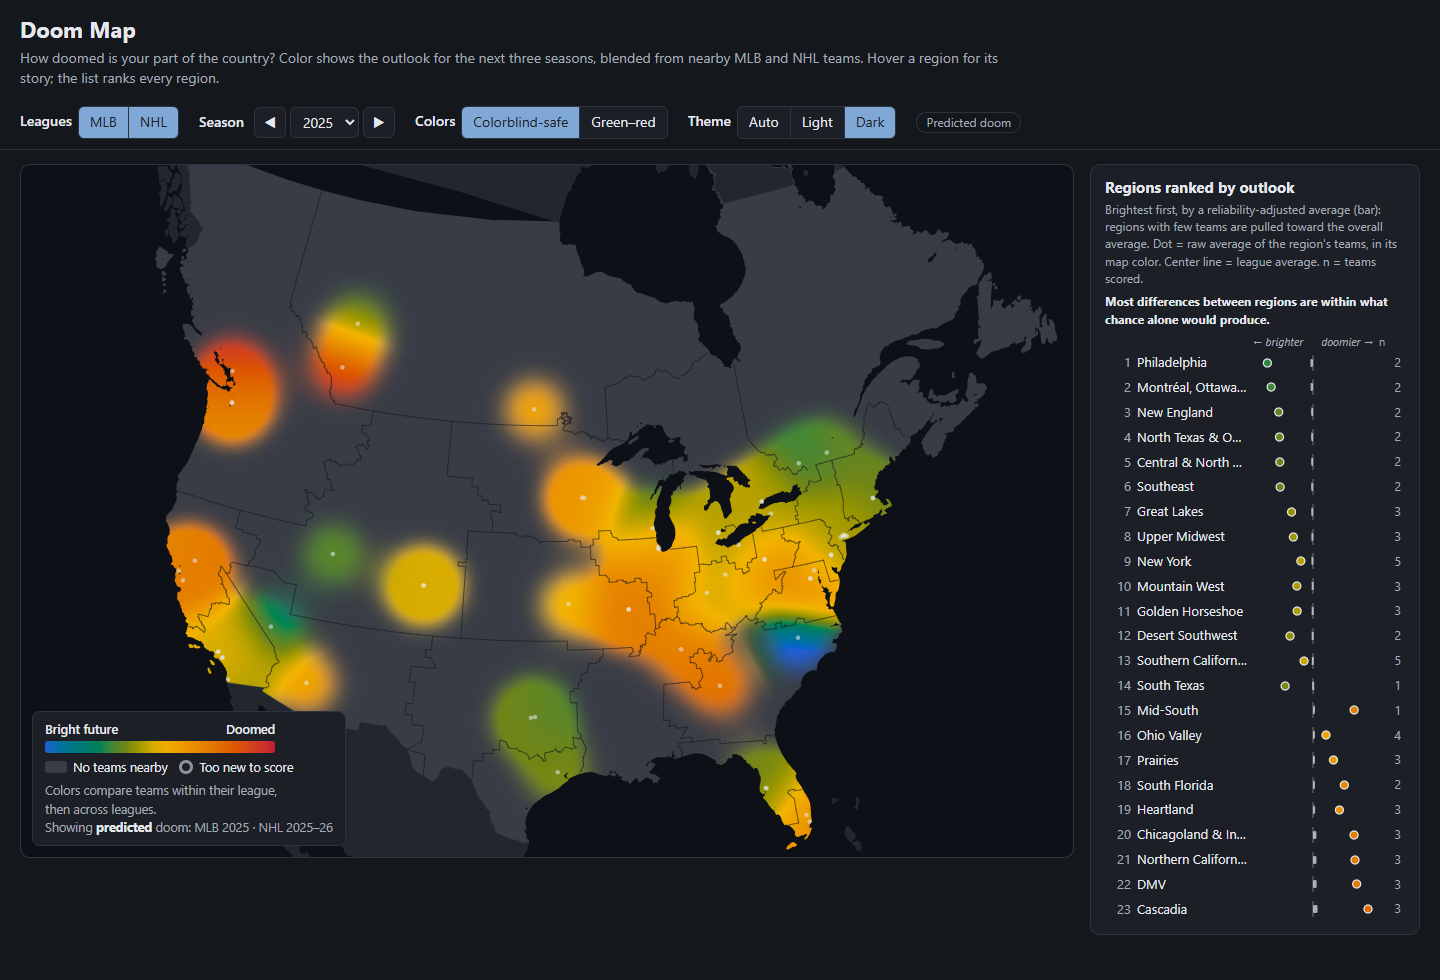 Doom Map
How doomed is your part of the country? Color shows the outlook for the next three seasons, blended from nearby MLB and NHL teams. Hover a region for its
story; the list ranks every region.
Leagues MLB NHL Season ◀ 2025 ▶ Colors Colorblind-safe Green–red Theme Auto Light Dark Predicted doom
Regions ranked by outlook
Brightest first, by a reliability-adjusted average (bar):
regions with few teams are pulled toward the overall
average. Dot = raw average of the region's teams, in its
map color. Center line = league average. n = teams
scored.
Most differences between regions are within what
chance alone would produce.
← brighter doomier → n
1 Philadelphia 2
2 Montréal, Ottawa... 2
3 New England 2
4 North Texas & O... 2
5 Central & North ... 2
6 Southeast 2
7 Great Lakes 3
8 Upper Midwest 3
9 New York 5
10 Mountain West 3
11 Golden Horseshoe 3
12 Desert Southwest 2
13 Southern Californ... 5
14 South Texas 1
15 Mid-South 1
16 Ohio Valley 4
17 Prairies 3
18 South Florida 2
19 Heartland 3
20 Chicagoland & In... 3
21 Northern Californ... 3
22 DMV 3
23 Cascadia 3
Bright future Doomed
No teams nearby Too new to score
Colors compare teams within their league,
then across leagues.
Showing predicted doom: MLB 2025 · NHL 2025–26